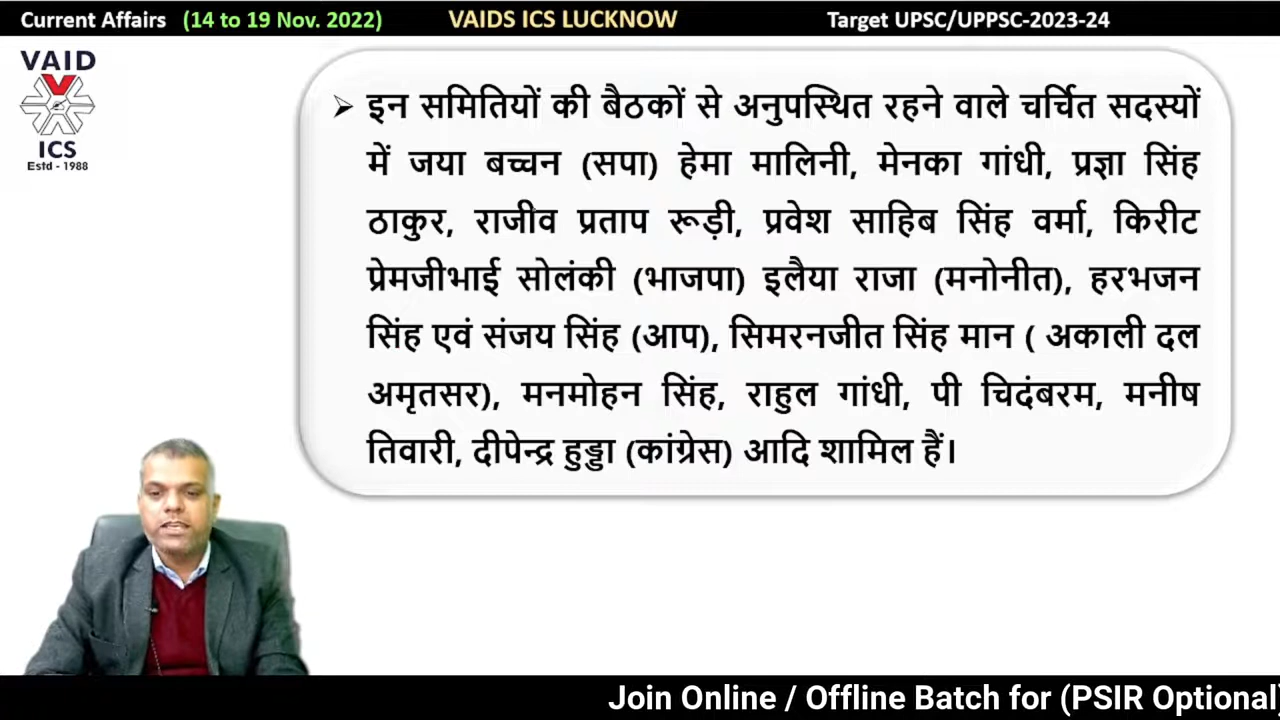 Current Affairs (14 to 19 Nov. 2022) VAIDS ICS LUCKNOW Target UPSC/UPPSC-2023-24
VAID
ICS
Estd - 1988
➢ इन समितियों की बैठकों से अनुपस्थित रहने वाले चर्चित सदस्यों
में जया बच्चन (सपा) हेमा मालिनी, मेनका गांधी, प्रज्ञा सिंह
ठाकुर, राजीव प्रताप रूड़ी, प्रवेश साहिब सिंह वर्मा, किरीट
प्रेमजीभाई सोलंकी (भाजपा) इलैया राजा (मनोनीत), हरभजन
सिंह एवं संजय सिंह (आप), सिमरनजीत सिंह मान ( अकाली दल
अमृतसर), मनमोहन सिंह, राहुल गांधी, पी चिदंबरम, मनीष
तिवारी, दीपेन्द्र हुड्डा (कांग्रेस) आदि शामिल हैं।
Join Online / Offline Batch for (PSIR Optional)